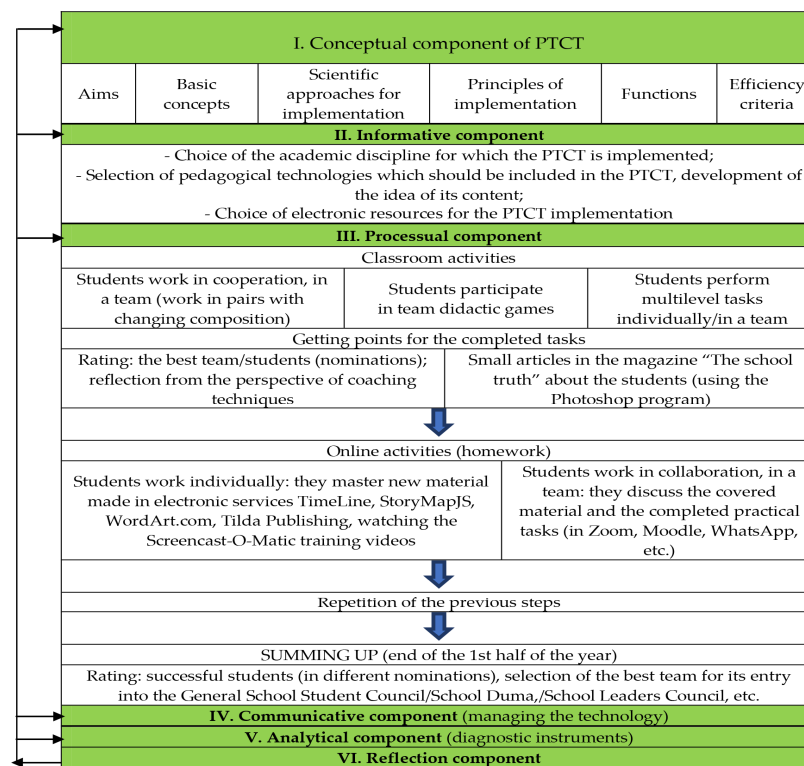 I. Conceptual component of PTCT
Aims
Basic
concepts
Scientific
approaches for
implementation
Principles of
implementation
Functions
Efficiency
criteria
II. Informative component
- Choice of the academic discipline for which the PTCT is implemented;
- Selection of pedagogical technologies which should be included in the PTCT, development of
the idea of its content;
- Choice of electronic resources for the PTCT implementation
III. Processual component
Classroom activities
Students work in cooperation, in
a team (work in pairs with
changing composition)
Students participate
in team didactic games
Students perform
multilevel tasks
individually/in a team
Getting points for the completed tasks
Rating: the best team/students (nominations);
reflection from the perspective of coaching
techniques
Small articles in the magazine “The school
truth” about the students (using the
Photoshop program)
Online activities (homework)
Students work individually: they master new material
made in electronic services TimeLine, StoryMapJS,
WordArt.com, Tilda Publishing, watching the
Screencast-O-Matic training videos
Students work in collaboration, in a
team: they discuss the covered
material and the completed practical
tasks (in Zoom, Moodle, WhatsApp,
etc.)
Repetition of the previous steps
SUMMING UP (end of the 1st half of the year)
Rating: successful students (in different nominations), selection of the best team for its entry
into the General School Student Council/School Duma,/School Leaders Council, etc.
IV. Communicative component (managing the technology)
V. Analytical component (diagnostic instruments)
VI. Reflection component